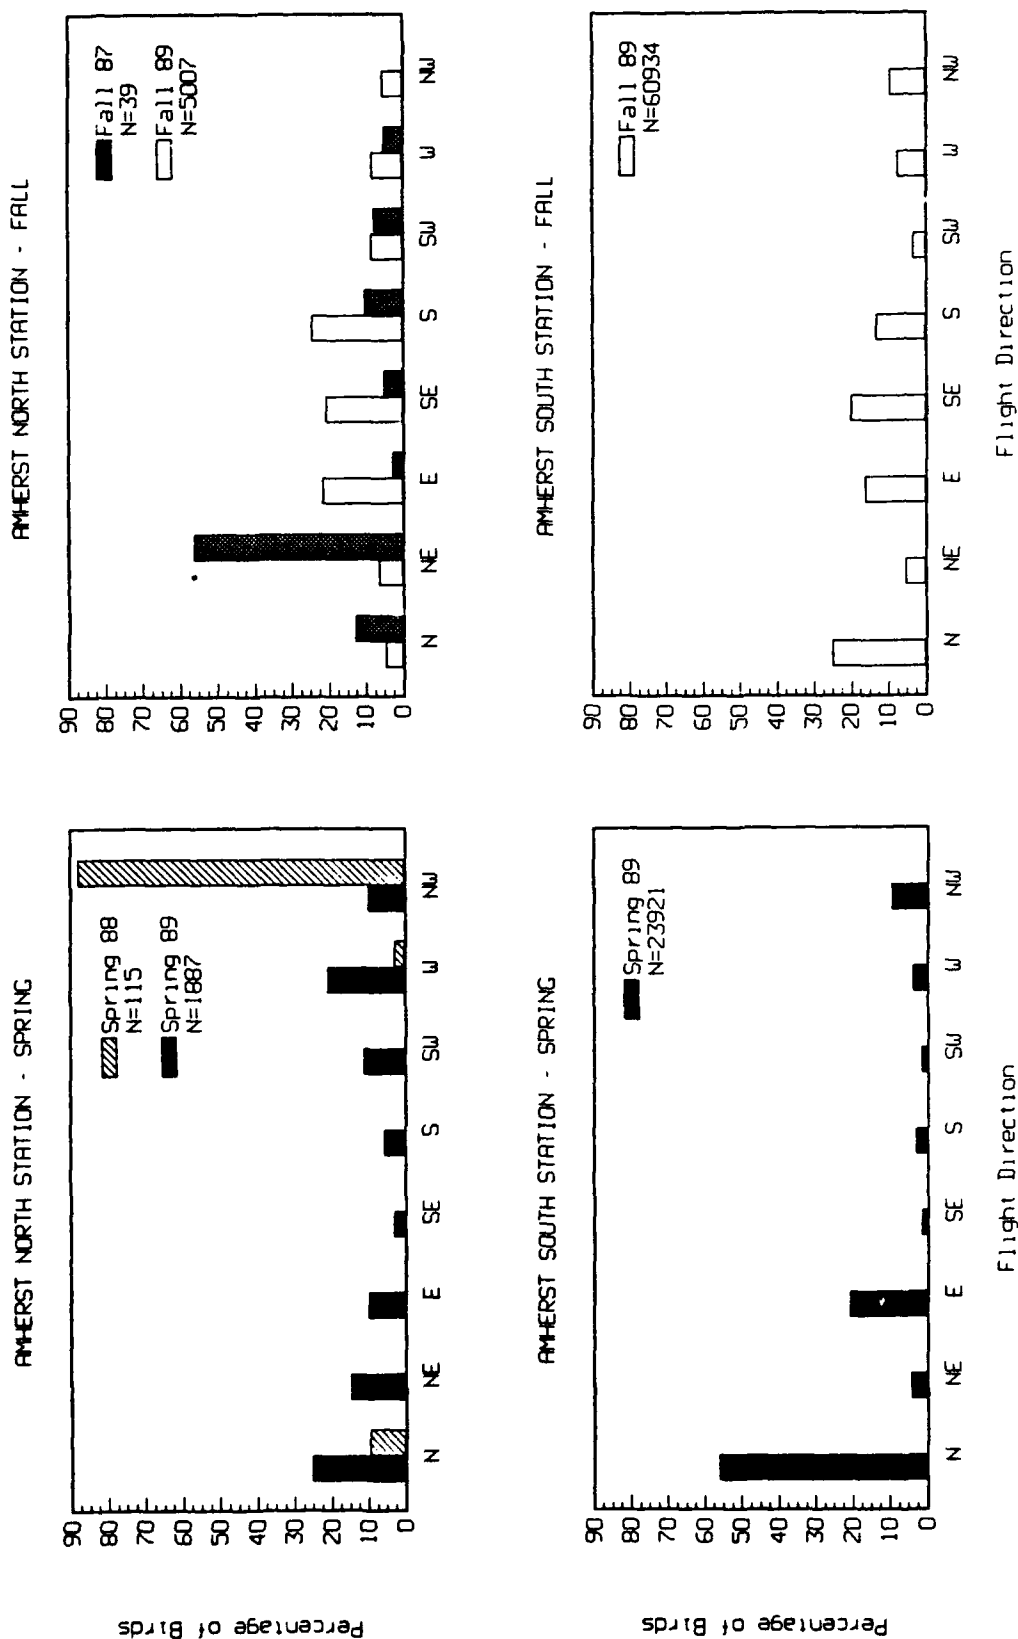 AMHERST NORTH STATION - SPRING
Percentage of Birds
90
80
70
60
50
40
30
20
10
0
Spring 88
N=115
Spring 89
N=1887
N NE E SE S SW W NW
AMHERST NORTH STATION - FALL
90
80
70
60
50
40
30
20
10
0
Fall 87
N=39
Fall 89
N=5007
N NE E SE S SW W NW
AMHERST SOUTH STATION - SPRING
Percentage of Birds
90
80
70
60
50
40
30
20
10
0
Spring 89
N=23921
N NE E SE S SW W NW
Flight Direction
AMHERST SOUTH STATION - FALL
90
80
70
60
50
40
30
20
10
0
Fall 89
N=60934
N NE E SE S SW W NW
Flight Direction